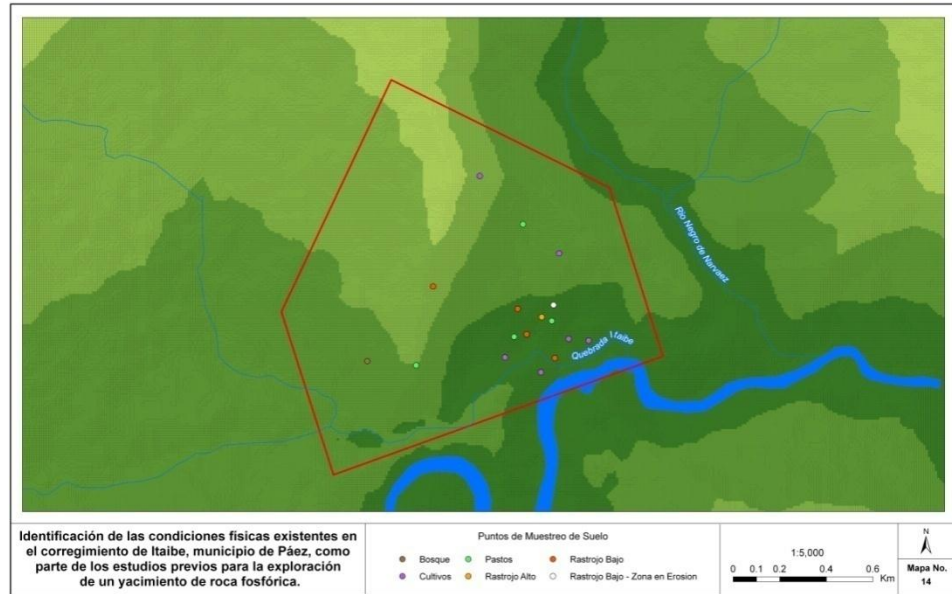 Río Negro de Narvaez
Quebrada Itaibe
Identificación de las condiciones físicas existentes en
el corregimiento de Itaibe, municipio de Páez, como
parte de los estudios previos para la exploración
de un yacimiento de roca fosfórica.
Puntos de Muestreo de Suelo
Bosque
Pastos
Rastrojo Bajo
Cultivos
Rastrojo Alto
Rastrojo Bajo - Zona en Erosion
1:5,000
0 0.1 0.2 0.4 0.6
Km
N
Mapa No.
14